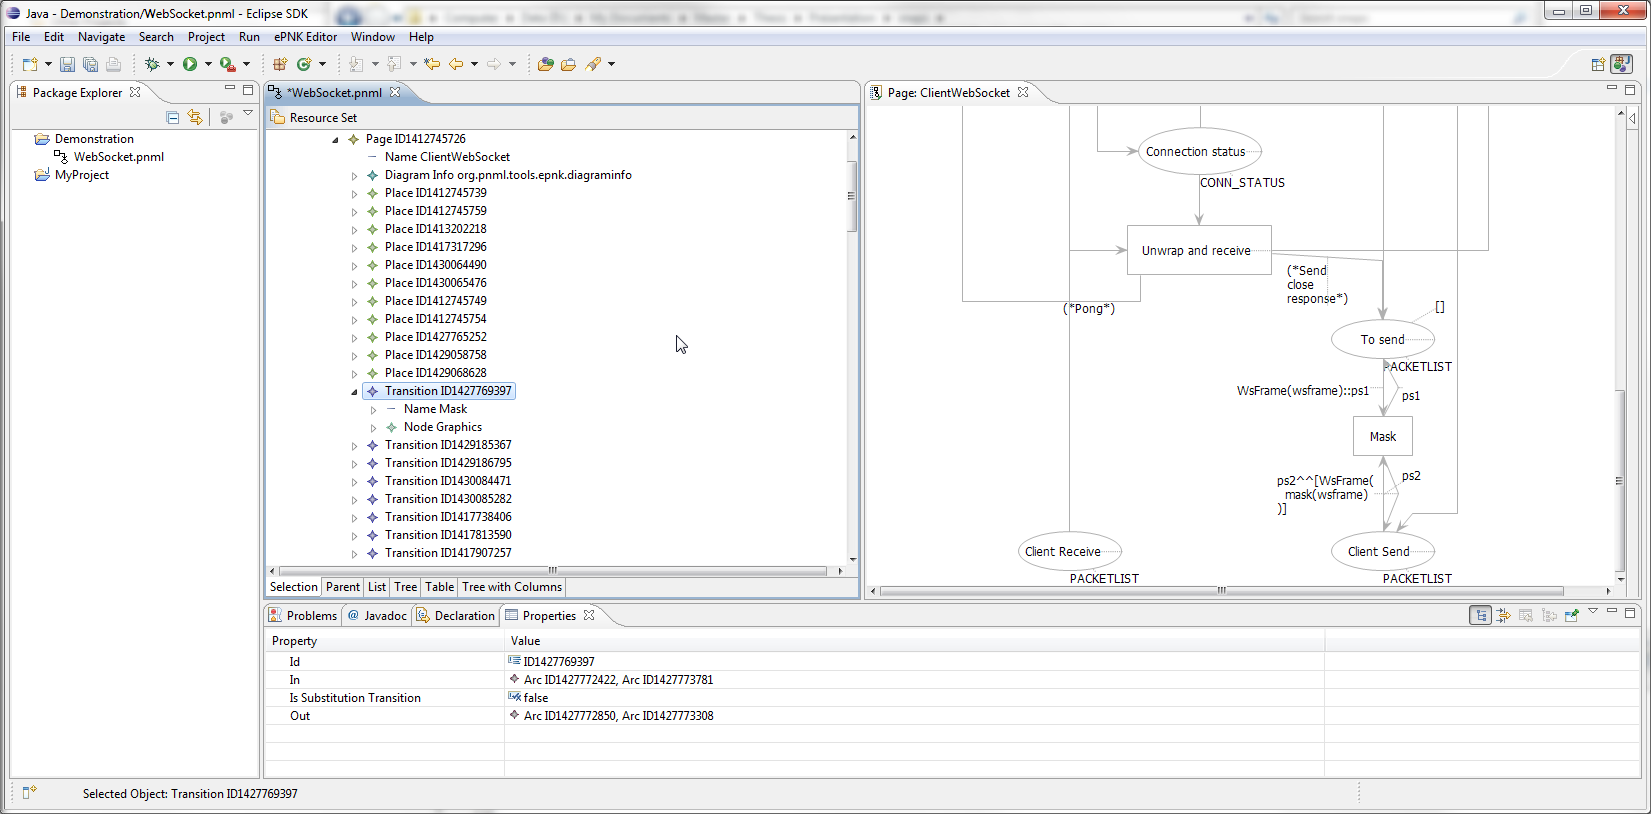 Java - Demonstration/WebSocket.pnml - Eclipse SDK
File Edit Navigate Search Project Run ePNK Editor Window Help
Package Explorer
Demonstration
WebSocket.pnml
MyProject
*WebSocket.pnml
Resource Set
Page ID1412745726
Name ClientWebSocket
Diagram Info org.pnml.tools.epnk.diagraminfo
Place ID1412745739
Place ID1412745759
Place ID1413202218
Place ID1417317296
Place ID1430064490
Place ID1430065476
Place ID1412745749
Place ID1412745754
Place ID1427765252
Place ID1429058758
Place ID1429068628
Transition ID1427769397
Name Mask
Node Graphics
Transition ID1429185367
Transition ID1429186795
Transition ID1430084471
Transition ID1430085282
Transition ID1417738406
Transition ID1417813590
Transition ID1417907257
Selection Parent List Tree Table Tree with Columns
Page: ClientWebSocket
Connection status
CONN_STATUS
Unwrap and receive
(*Send
close
response*)
(*Pong*)
[]
To send
PACKETLIST
WsFrame(wsframe)::ps1
ps1
Mask
ps2^^[WsFrame(
mask(wsframe)
)]
ps2
Client Receive
PACKETLIST
Client Send
PACKETLIST
Problems @ Javadoc Declaration Properties
Property Value
Id ID1427769397
In Arc ID1427772422, Arc ID1427773781
Is Substitution Transition false
Out Arc ID1427772850, Arc ID1427773308
Selected Object: Transition ID1427769397